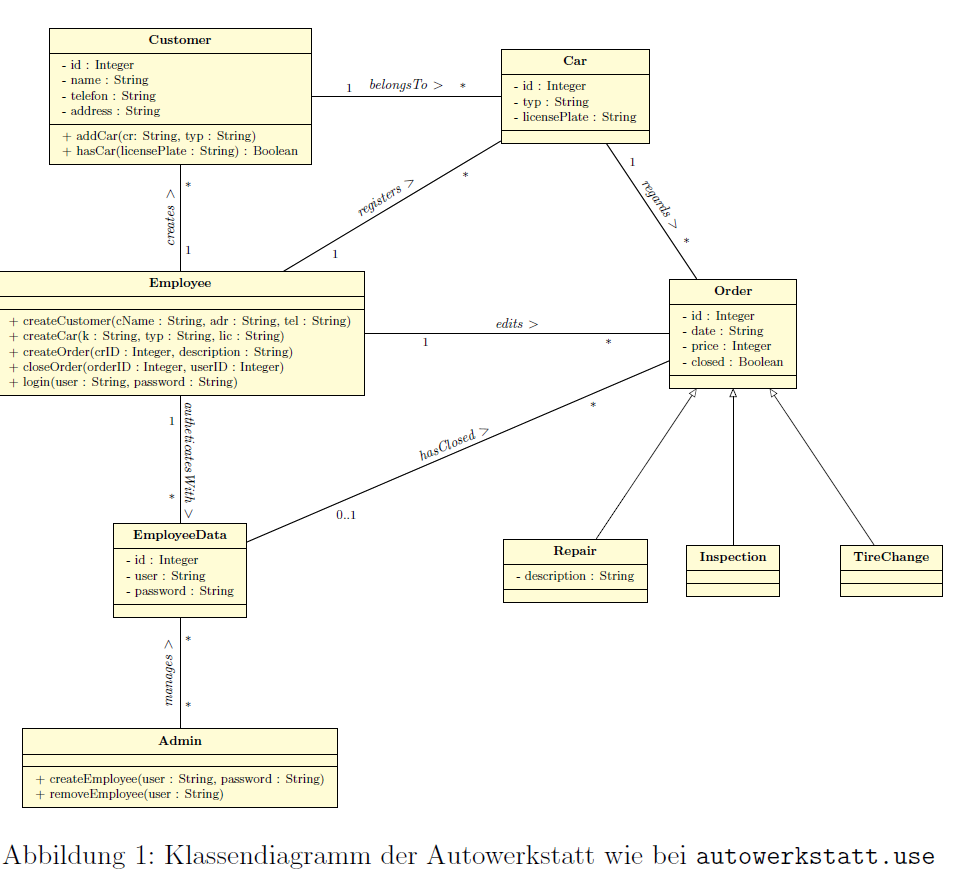 Customer
- id : Integer
- name : String
- telefon : String
- address : String
+ addCar(cr: String, typ : String)
+ hasCar(licensePlate : String) : Boolean
1
belongsTo >
*
Car
- id : Integer
- typ : String
- licensePlate : String
*
creates >
1
*
registers >
1
1
regards >
*
Employee
+ createCustomer(cName : String, adr : String, tel : String)
+ createCar(k : String, typ : String, lic : String)
+ createOrder(crID : Integer, description : String)
+ closeOrder(orderID : Integer, userID : Integer)
+ login(user : String, password : String)
edits >
1
*
Order
- id : Integer
- date : String
- price : Integer
- closed : Boolean
1
autheticatesWith >
*
*
hasClosed >
0..1
EmployeeData
- id : Integer
- user : String
- password : String
Repair
- description : String
Inspection
TireChange
*
manages >
*
Admin
+ createEmployee(user : String, password : String)
+ removeEmployee(user : String)
Abbildung 1: Klassendiagramm der Autowerkstatt wie bei autowerkstatt.use